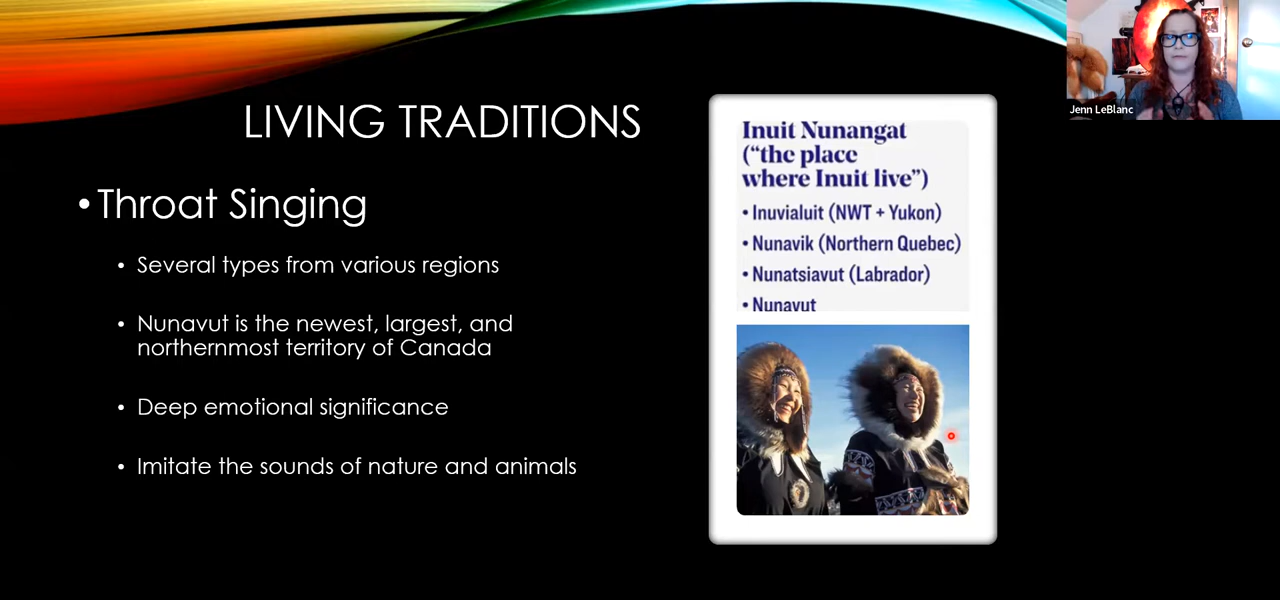 LIVING TRADITIONS
• Throat Singing
• Several types from various regions
• Nunavut is the newest, largest, and
northernmost territory of Canada
• Deep emotional significance
• Imitate the sounds of nature and animals
Inuit Nunangat
(“the place
where Inuit live”)
• Inuvialuit (NWT + Yukon)
• Nunavik (Northern Quebec)
• Nunatsiavut (Labrador)
• Nunavut
Jenn LeBlanc